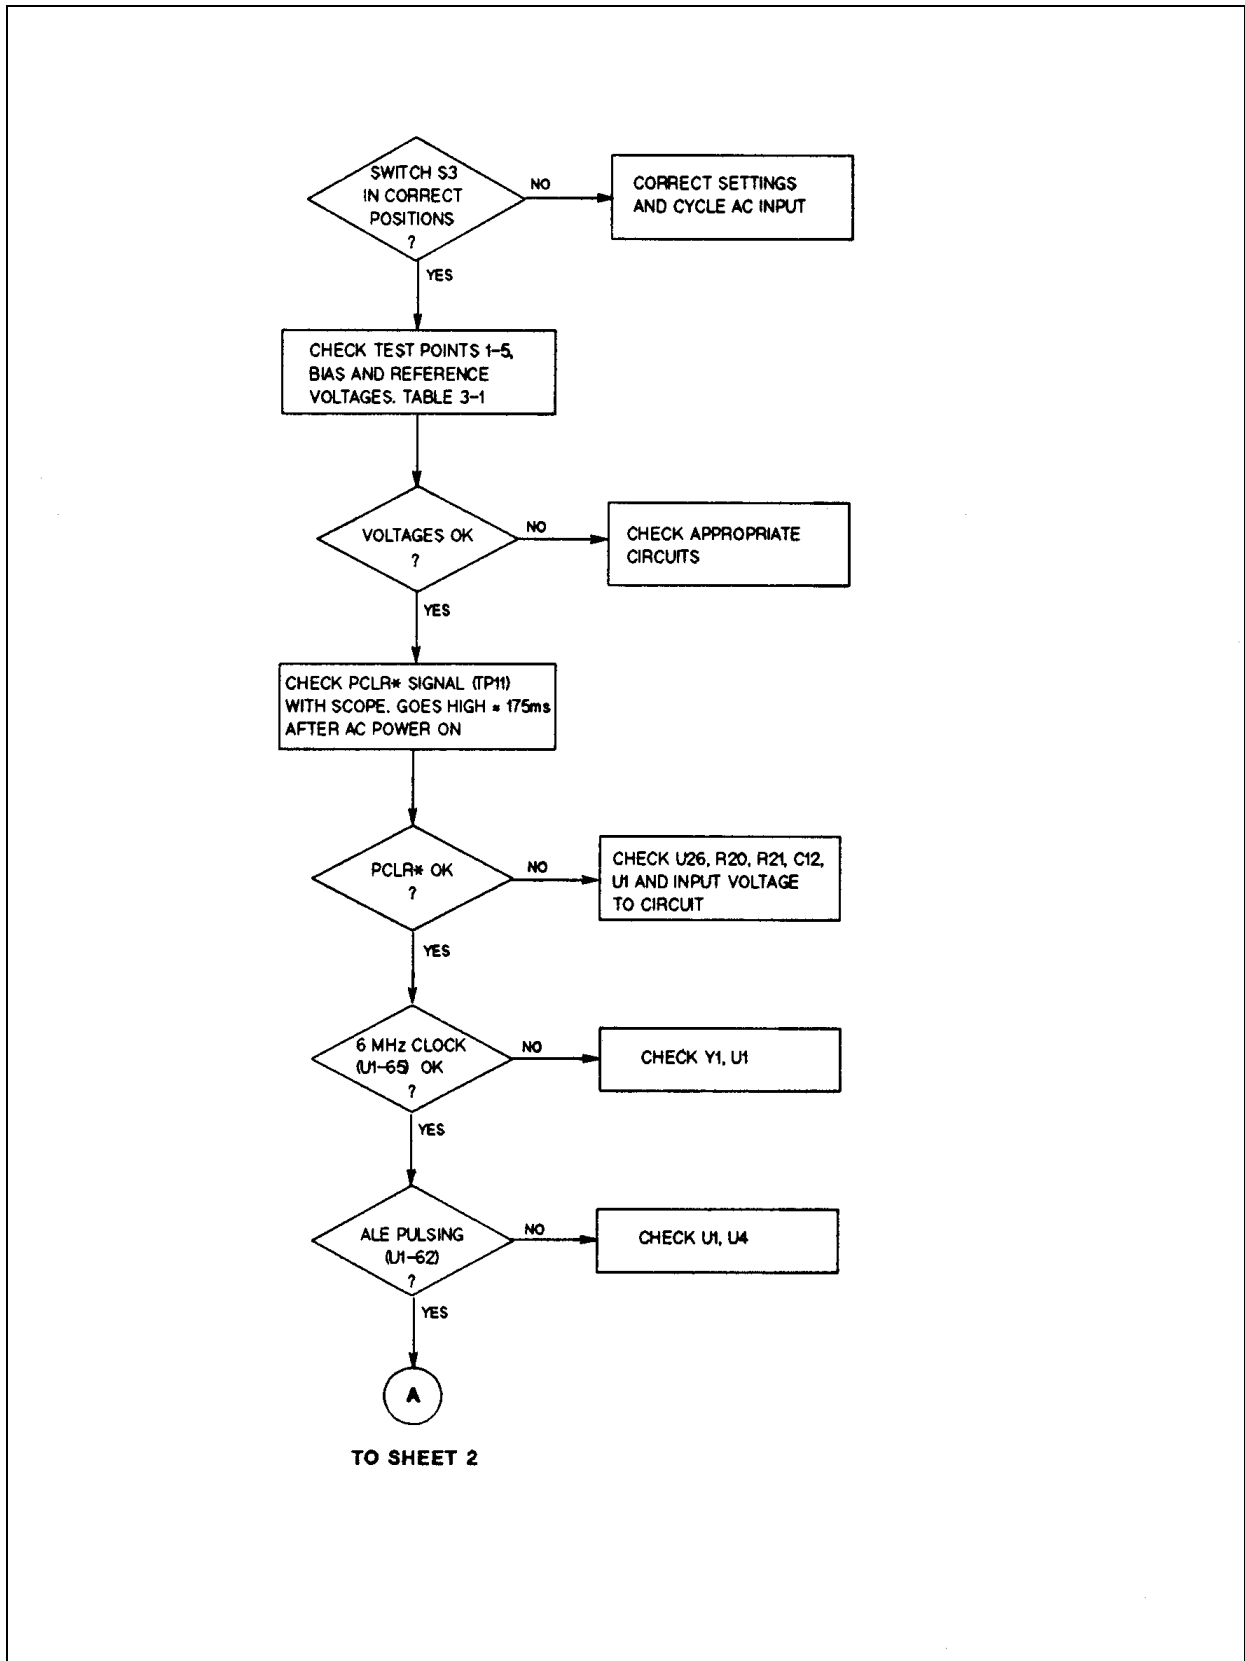 SWITCH S3
IN CORRECT
POSITIONS
?
NO
CORRECT SETTINGS
AND CYCLE AC INPUT
YES
CHECK TEST POINTS 1-5,
BIAS AND REFERENCE
VOLTAGES. TABLE 3-1
VOLTAGES OK
?
NO
CHECK APPROPRIATE
CIRCUITS
YES
CHECK PCLR* SIGNAL (TP11)
WITH SCOPE. GOES HIGH ≈ 175ms
AFTER AC POWER ON
PCLR* OK
?
NO
CHECK U26, R20, R21, C12,
U1 AND INPUT VOLTAGE
TO CIRCUIT
YES
6 MHz CLOCK
(U1-65) OK
?
NO
CHECK Y1, U1
YES
ALE PULSING
(U1-62)
?
NO
CHECK U1, U4
YES
A
TO SHEET 2